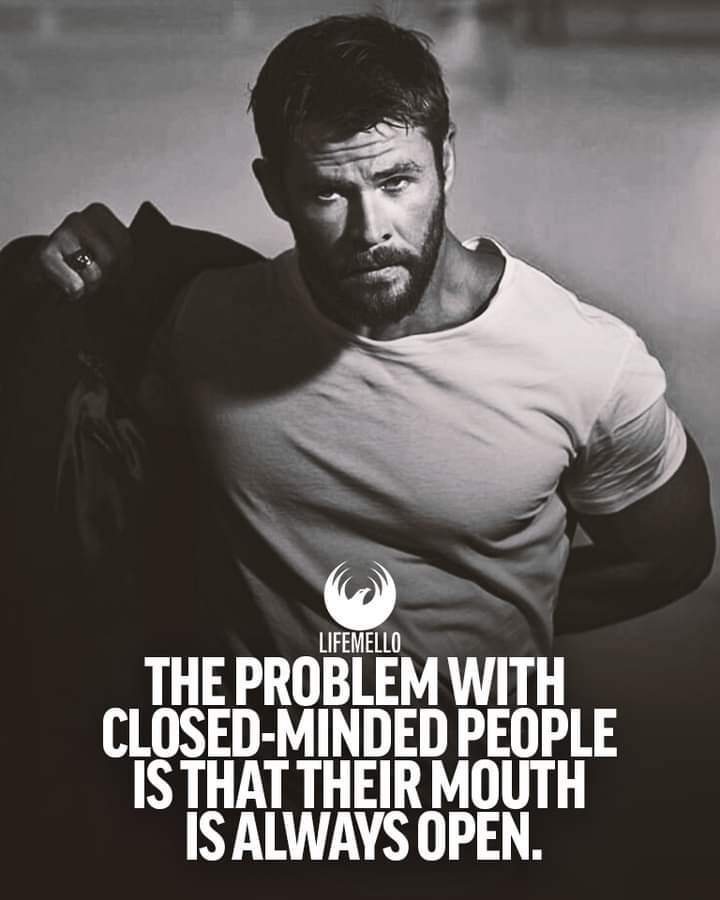 LIFEMELLO
THE PROBLEM WITH
CLOSED-MINDED PEOPLE
IS THAT THEIR MOUTH
IS ALWAYS OPEN.